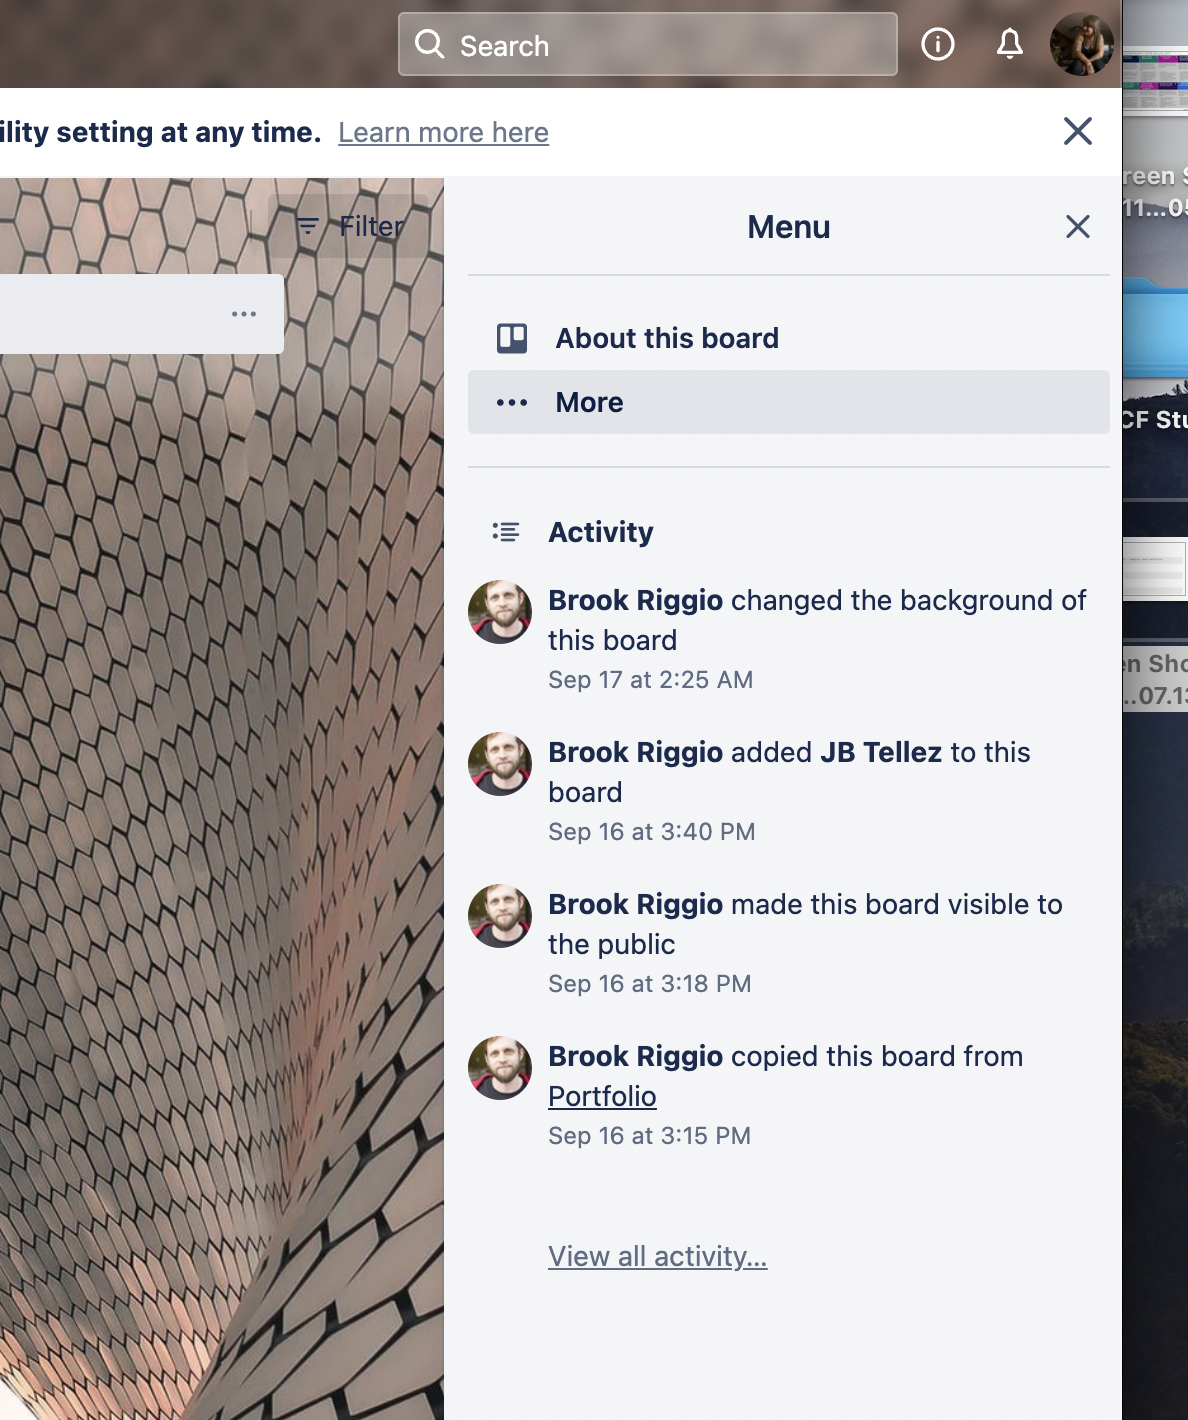 Search
ility setting at any time. Learn more here
Filter
Menu
About this board
More
Activity
Brook Riggio changed the background of
this board
Sep 17 at 2:25 AM
Brook Riggio added JB Tellez to this
board
Sep 16 at 3:40 PM
Brook Riggio made this board visible to
the public
Sep 16 at 3:18 PM
Brook Riggio copied this board from
Portfolio
Sep 16 at 3:15 PM
View all activity...
reen S
11...05
CF Stu
en Sho
...07.13